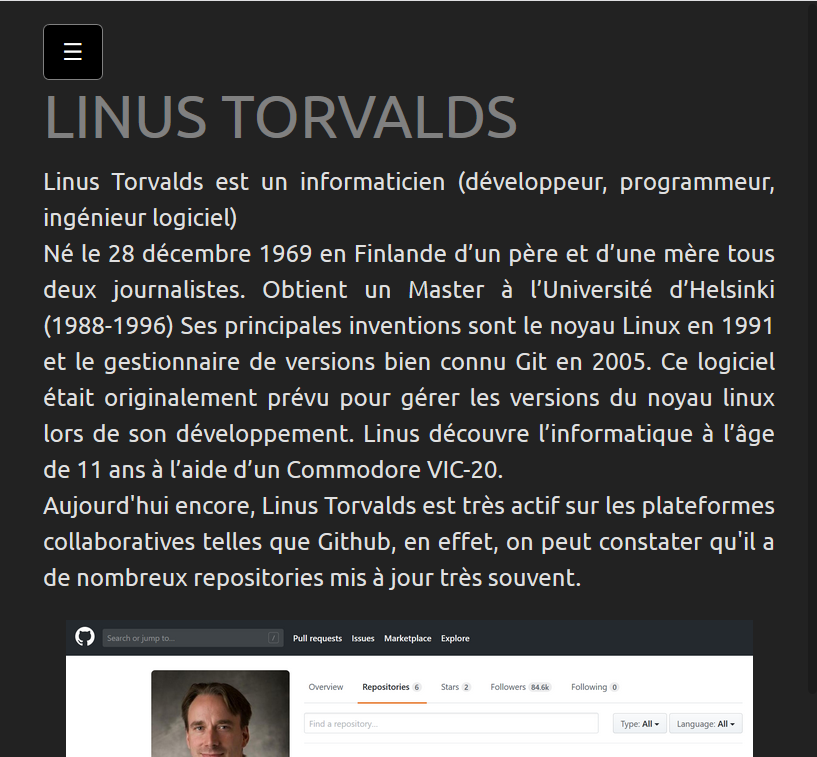 ☰
LINUS TORVALDS
Linus Torvalds est un informaticien (développeur, programmeur,
ingénieur logiciel)
Né le 28 décembre 1969 en Finlande d’un père et d’une mère tous
deux journalistes. Obtient un Master à l’Université d’Helsinki
(1988-1996) Ses principales inventions sont le noyau Linux en 1991
et le gestionnaire de versions bien connu Git en 2005. Ce logiciel
était originalement prévu pour gérer les versions du noyau linux
lors de son développement. Linus découvre l’informatique à l’âge
de 11 ans à l’aide d’un Commodore VIC-20.
Aujourd'hui encore, Linus Torvalds est très actif sur les plateformes
collaboratives telles que Github, en effet, on peut constater qu'il a
de nombreux repositories mis à jour très souvent.
Search or jump to... / Pull requests Issues Marketplace Explore
Overview Repositories 6 Stars 2 Followers 84.6k Following 0
Find a repository... Type: All Language: All